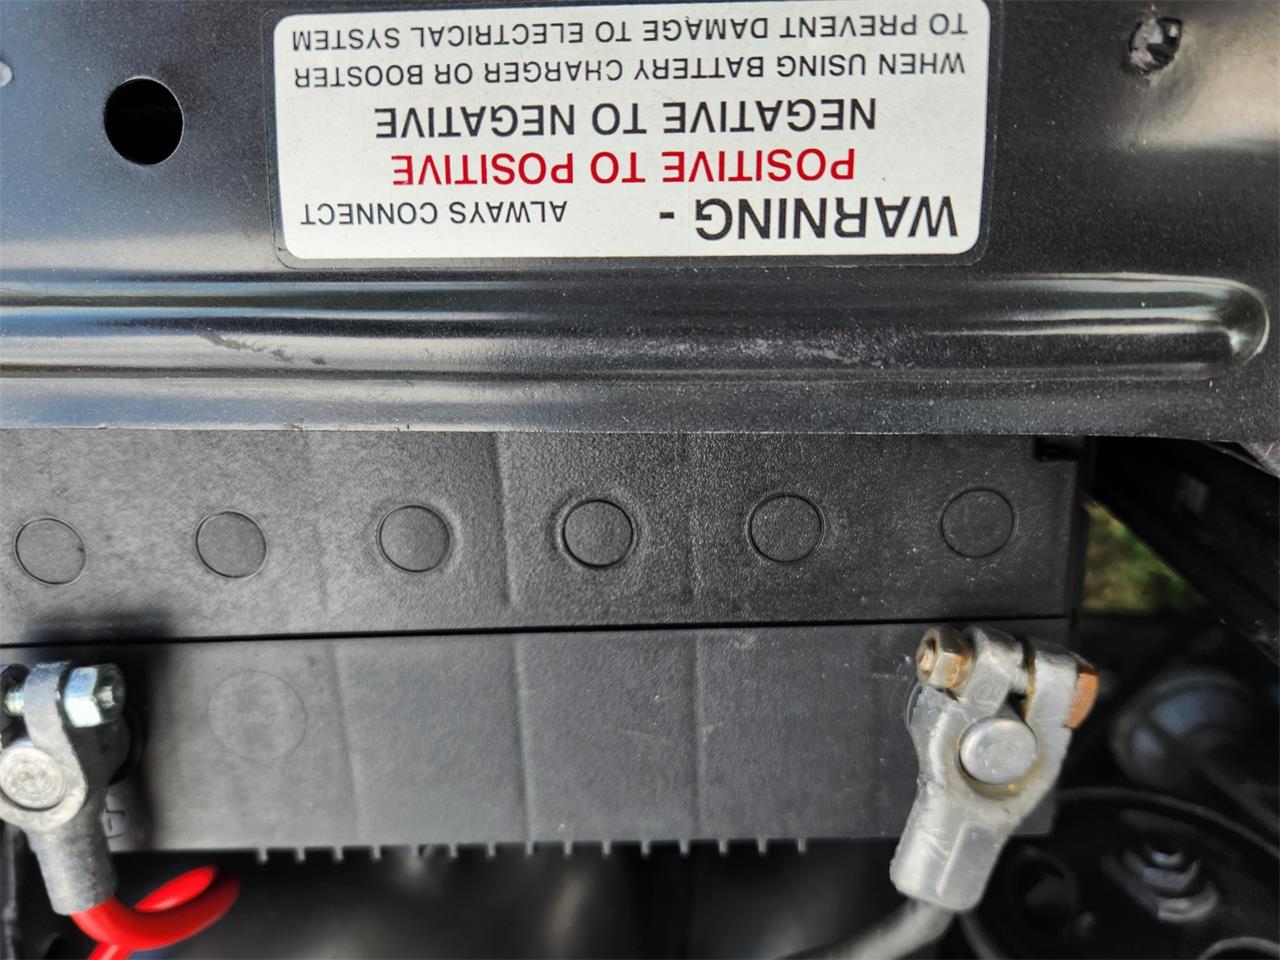 WARNING - ALWAYS CONNECT
POSITIVE TO POSITIVE
NEGATIVE TO NEGATIVE
WHEN USING BATTERY CHARGER OR BOOSTER
TO PREVENT DAMAGE TO ELECTRICAL SYSTEM